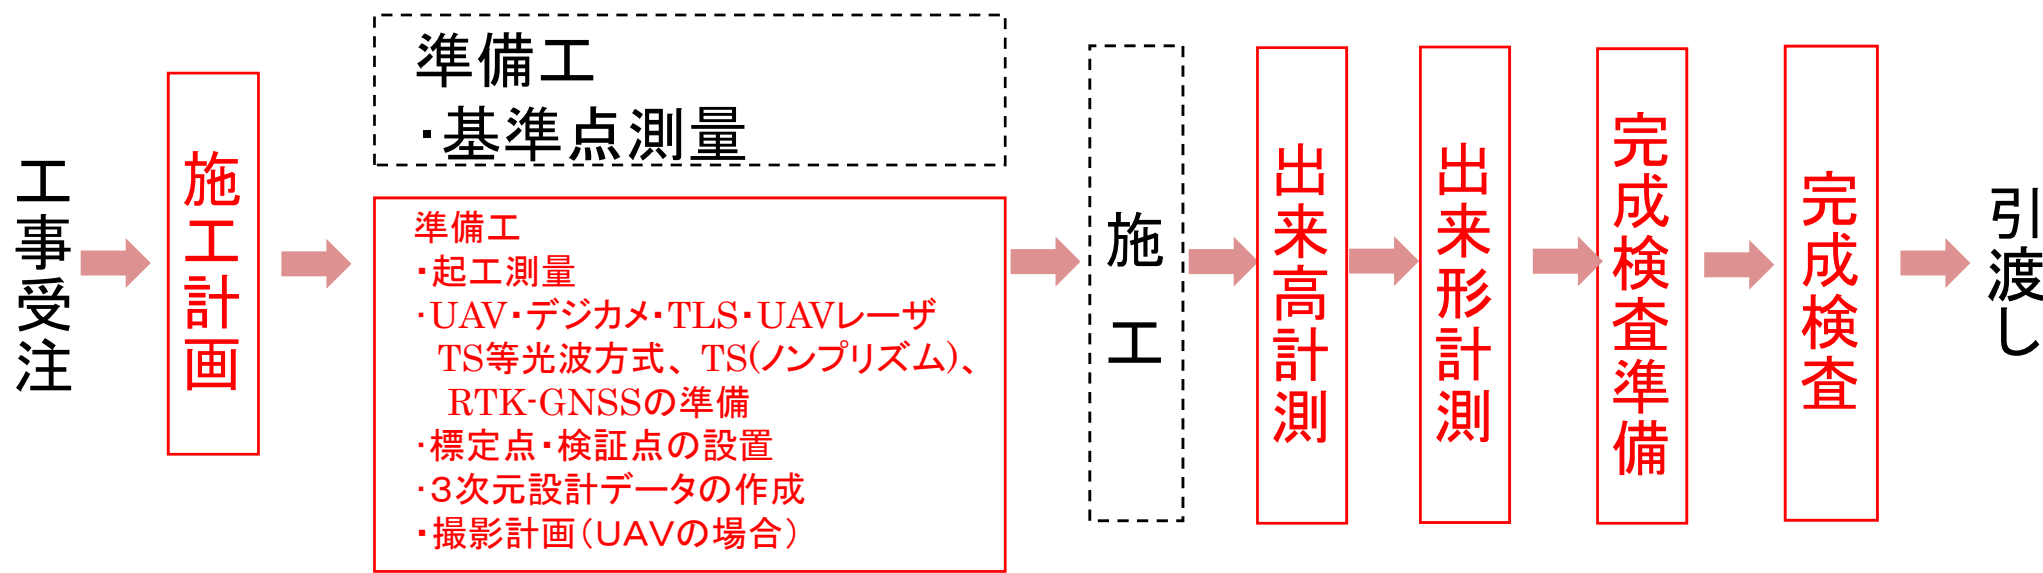 工事受注
施工計画
準備工
・基準点測量
準備工
・起工測量
・UAV・デジカメ・TLS・UAVレーザ
TS等光波方式、TS(ノンプリズム)、
RTK-GNSSの準備
・標定点・検証点の設置
・３次元設計データの作成
・撮影計画（ＵＡＶの場合）
施工
出来高計測
出来形計測
完成検査準備
完成検査
引渡し